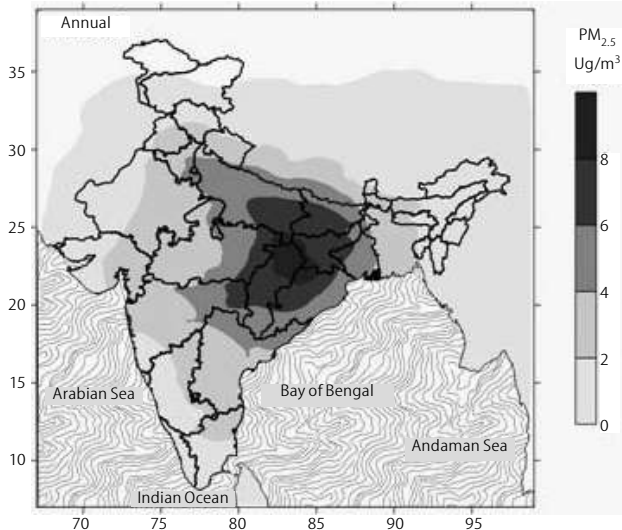 Annual
PM2.5
Ug/m³
35
30
25
20
15
10
8
6
4
2
0
Arabian Sea
Bay of Bengal
Andaman Sea
Indian Ocean
70 75 80 85 90 95